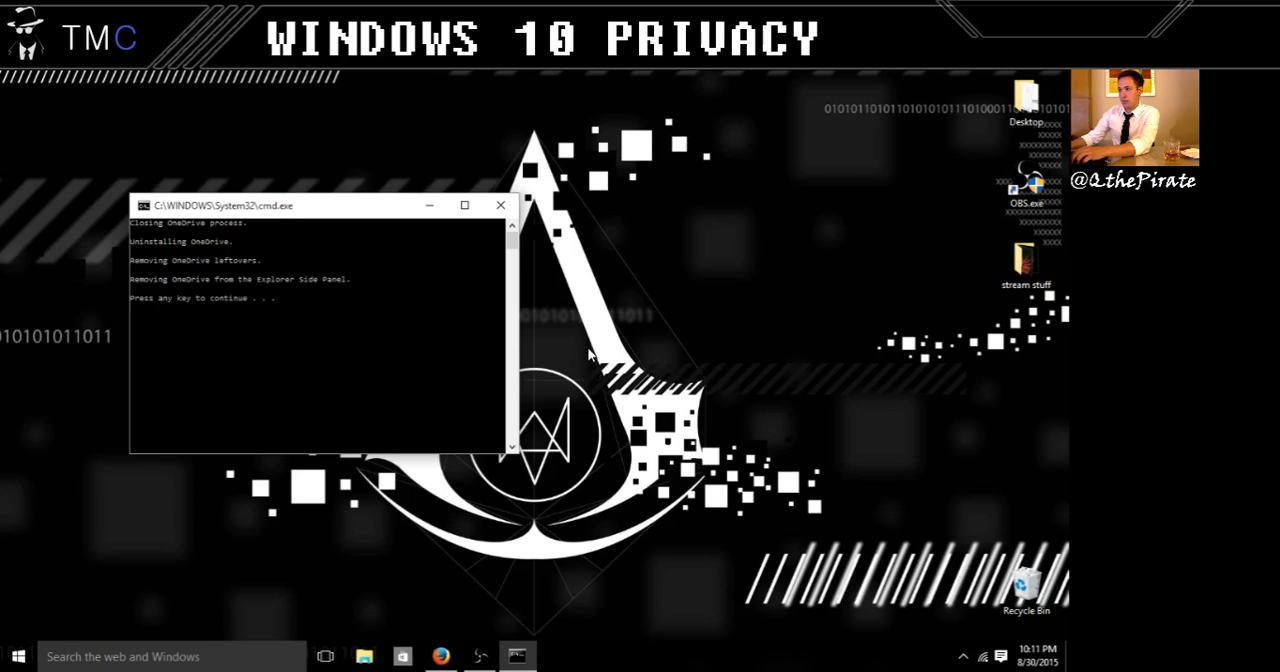 TMC
WINDOWS 10 PRIVACY
Desktop
@QthePirate
C:\WINDOWS\System32\cmd.exe
OBS.exe
Closing OneDrive process.
Uninstalling OneDrive.
Removing OneDrive leftovers.
Removing OneDrive from the Explorer Side Panel.
Press any key to continue . . .
stream stuff
Recycle Bin
Search the web and Windows
10:11 PM
8/30/2015